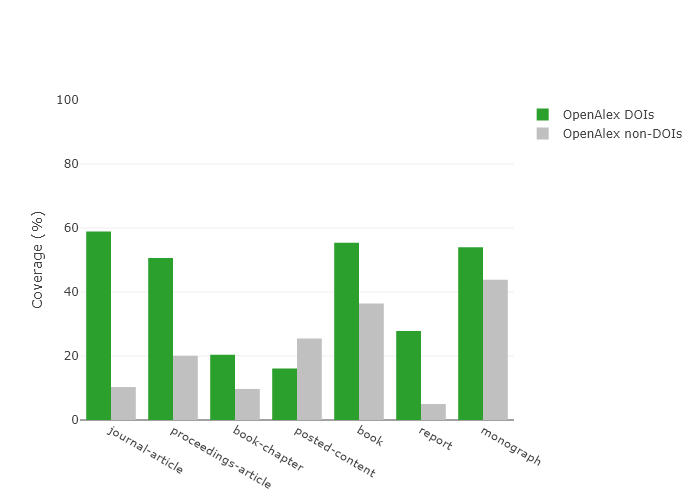 100
80
60
40
20
0
Coverage (%)
journal-article
proceedings-article
book-chapter
posted-content
book
report
monograph
OpenAlex DOIs
OpenAlex non-DOIs